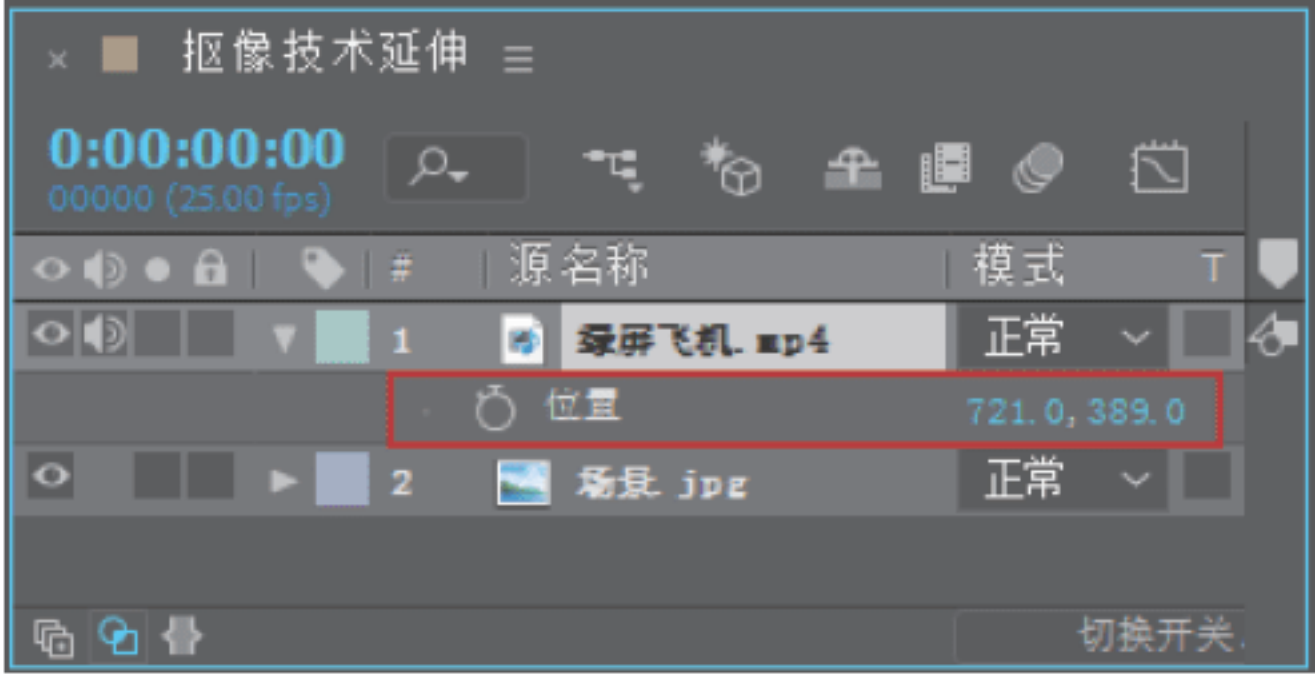 抠像技术延伸
0:00:00:00
00000 (25.00 fps)
# 源名称 模式 T
1 绿屏飞机.mp4 正常
位置 721.0, 389.0
2 场景.jpg 正常
切换开关